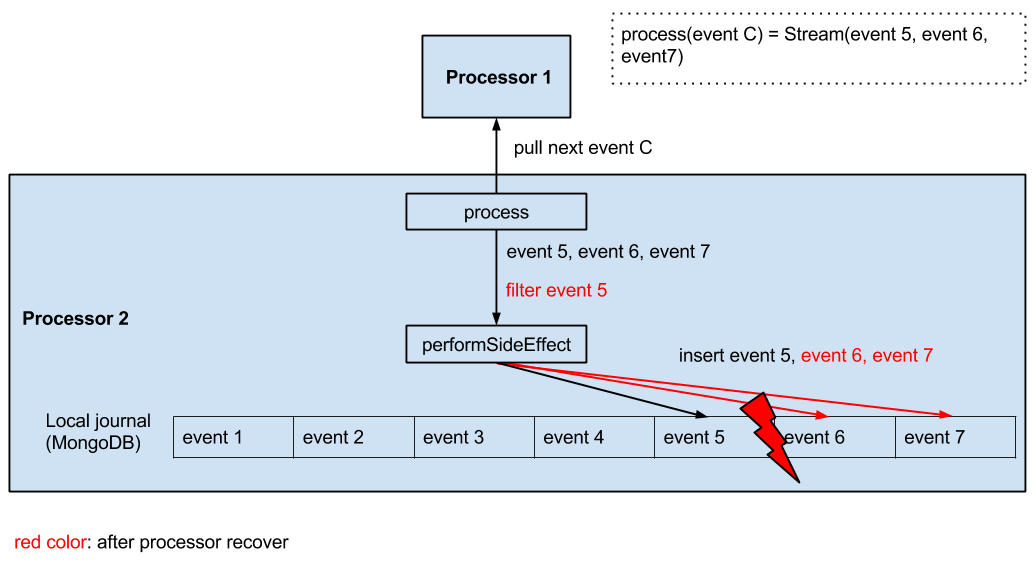 process(event C) = Stream(event 5, event 6,
event7)
Processor 1
pull next event C
process
event 5, event 6, event 7
filter event 5
Processor 2
performSideEffect
insert event 5, event 6, event 7
Local journal
(MongoDB)
event 1
event 2
event 3
event 4
event 5
event 6
event 7
red color: after processor recover